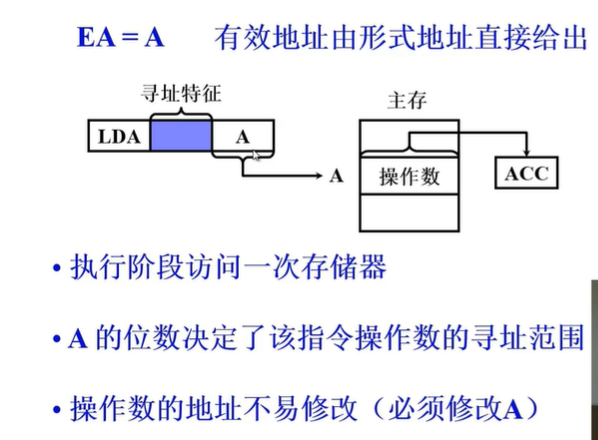 EA = A 有效地址由形式地址直接给出
寻址特征
主存
LDA A
A
操作数
ACC
• 执行阶段访问一次存储器
• A 的位数决定了该指令操作数的寻址范围
• 操作数的地址不易修改（必须修改A）